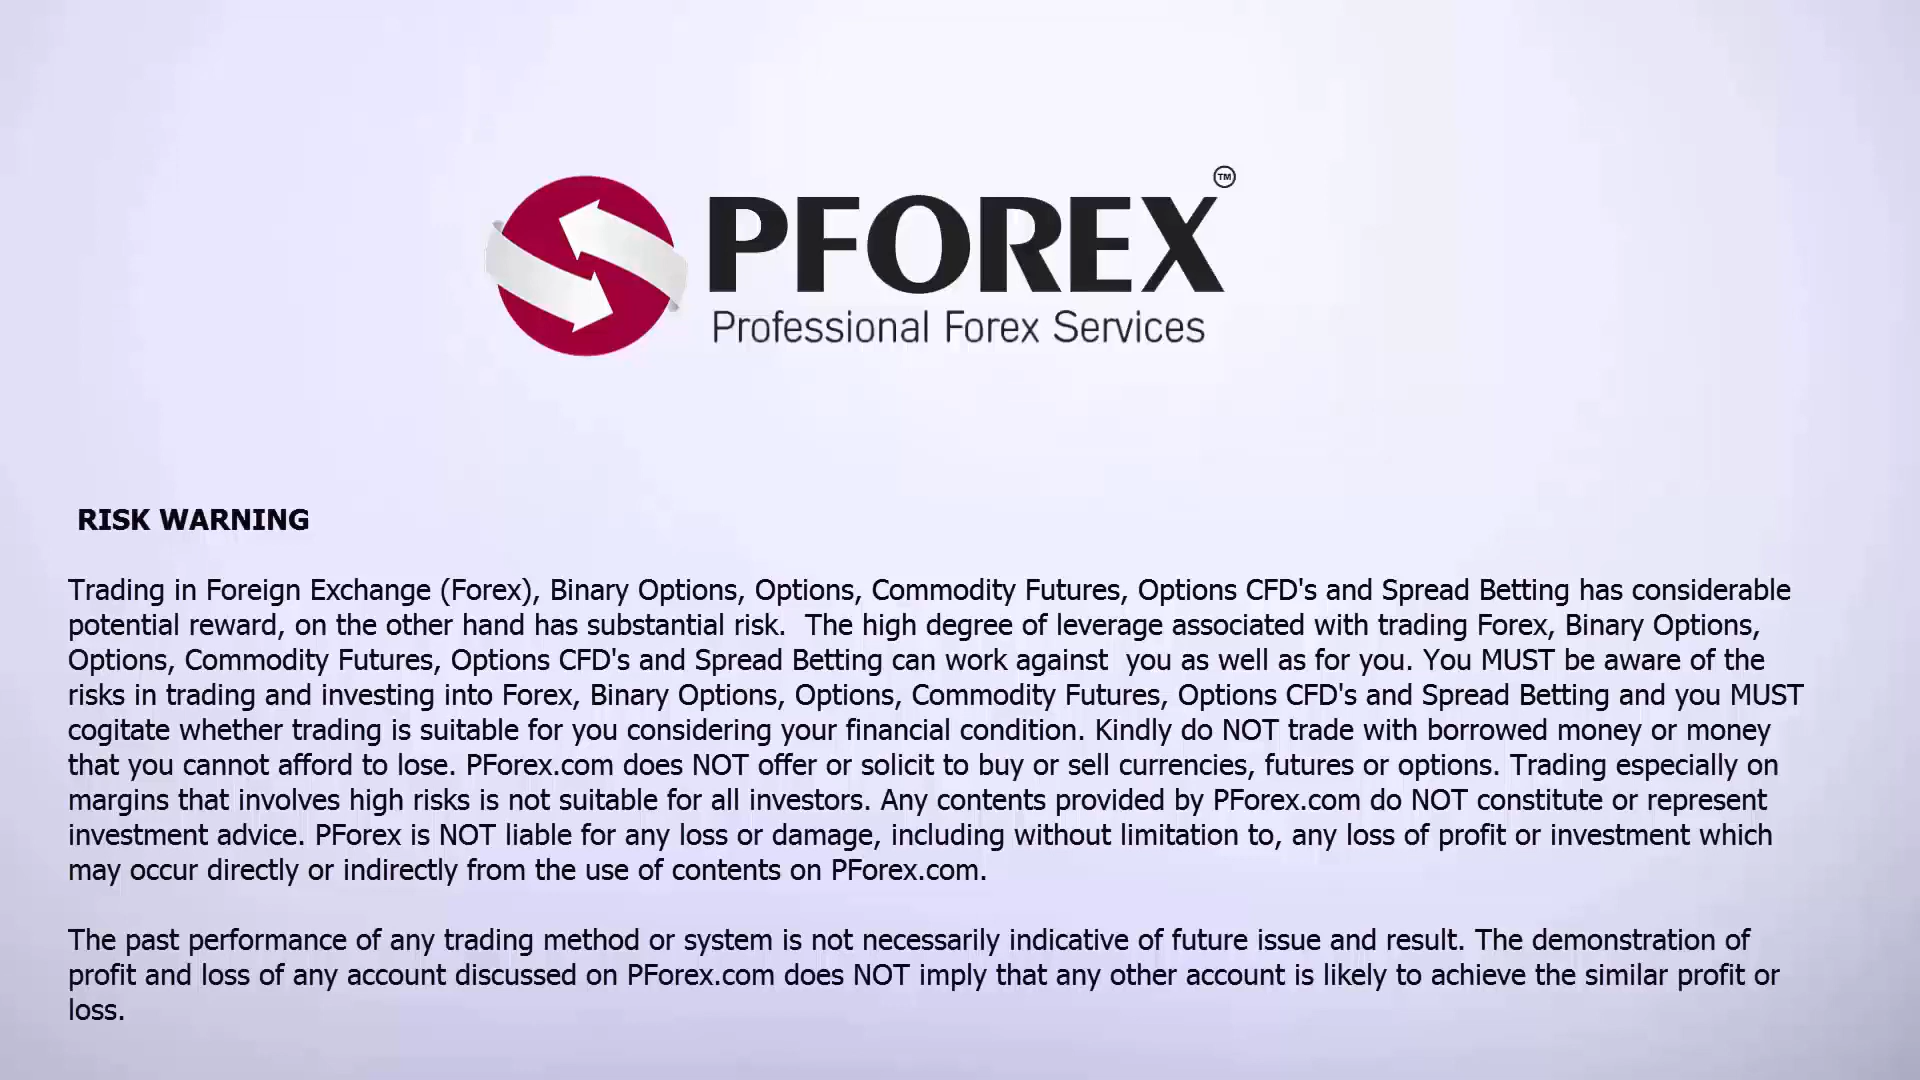 PFOREX
TM
Professional Forex Services
RISK WARNING
Trading in Foreign Exchange (Forex), Binary Options, Options, Commodity Futures, Options CFD's and Spread Betting has considerable
potential reward, on the other hand has substantial risk.  The high degree of leverage associated with trading Forex, Binary Options,
Options, Commodity Futures, Options CFD's and Spread Betting can work against  you as well as for you. You MUST be aware of the
risks in trading and investing into Forex, Binary Options, Options, Commodity Futures, Options CFD's and Spread Betting and you MUST
cogitate whether trading is suitable for you considering your financial condition. Kindly do NOT trade with borrowed money or money
that you cannot afford to lose. PForex.com does NOT offer or solicit to buy or sell currencies, futures or options. Trading especially on
margins that involves high risks is not suitable for all investors. Any contents provided by PForex.com do NOT constitute or represent
investment advice. PForex is NOT liable for any loss or damage, including without limitation to, any loss of profit or investment which
may occur directly or indirectly from the use of contents on PForex.com.
The past performance of any trading method or system is not necessarily indicative of future issue and result. The demonstration of
profit and loss of any account discussed on PForex.com does NOT imply that any other account is likely to achieve the similar profit or
loss.